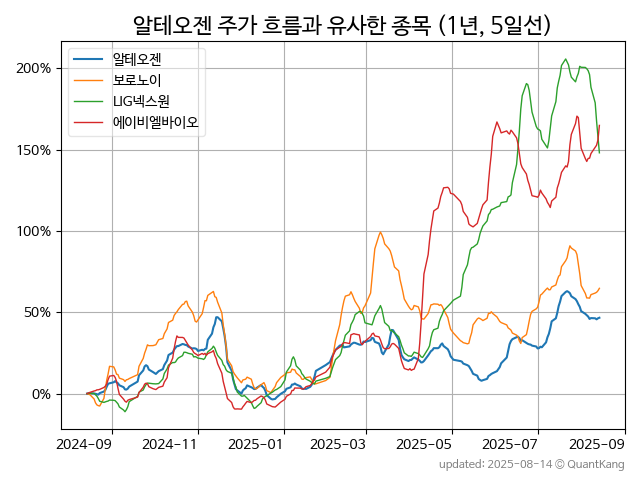 알테오젠 주가 흐름과 유사한 종목 (1년, 5일선)
알테오젠
보로노이
LIG넥스원
에이비엘바이오
200%
150%
100%
50%
0%
2024-09 2024-11 2025-01 2025-03 2025-05 2025-07 2025-09
updated: 2025-08-14 © QuantKang